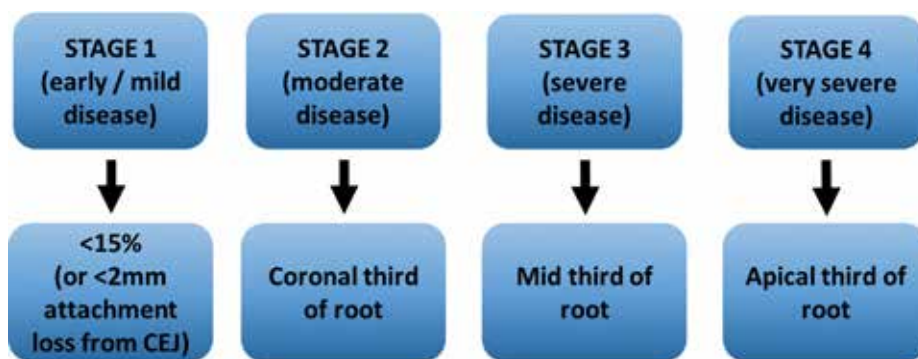 STAGE 1
(early / mild
disease)
STAGE 2
(moderate
disease)
STAGE 3
(severe
disease)
STAGE 4
(very severe
disease)
<15%
(or <2mm
attachment
loss from CEJ)
Coronal third
of root
Mid third of
root
Apical third of
root